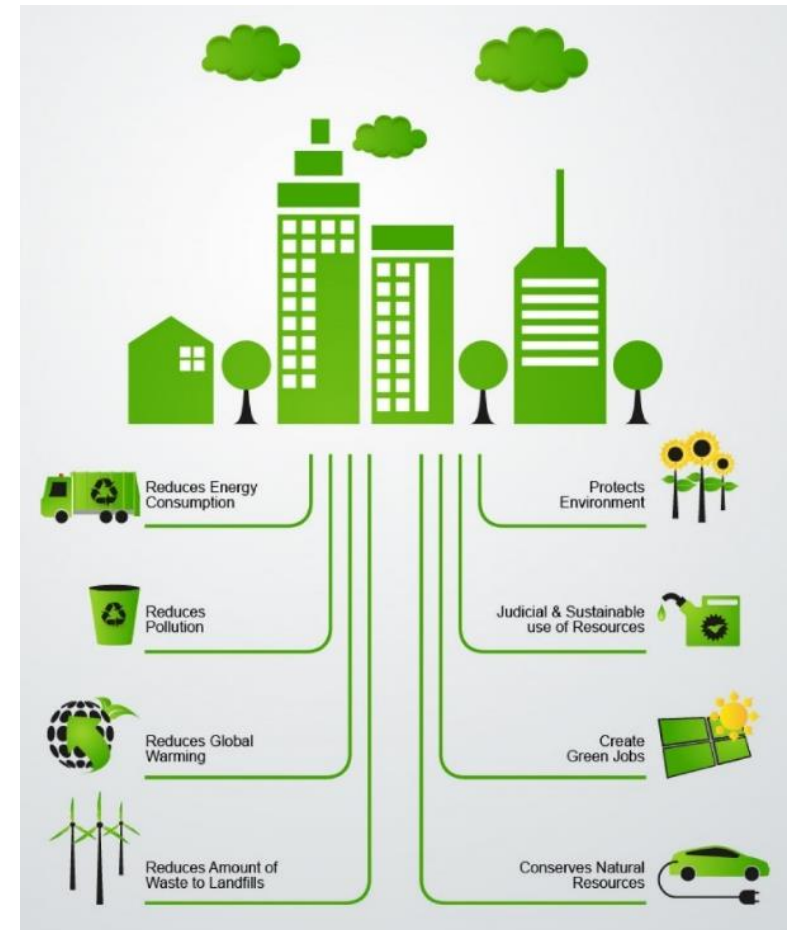 Reduces Energy
Consumption
Protects
Environment
Reduces
Pollution
Judicial & Sustainable
use of Resources
Reduces Global
Warming
Create
Green Jobs
Reduces Amount of
Waste to Landfills
Conserves Natural
Resources